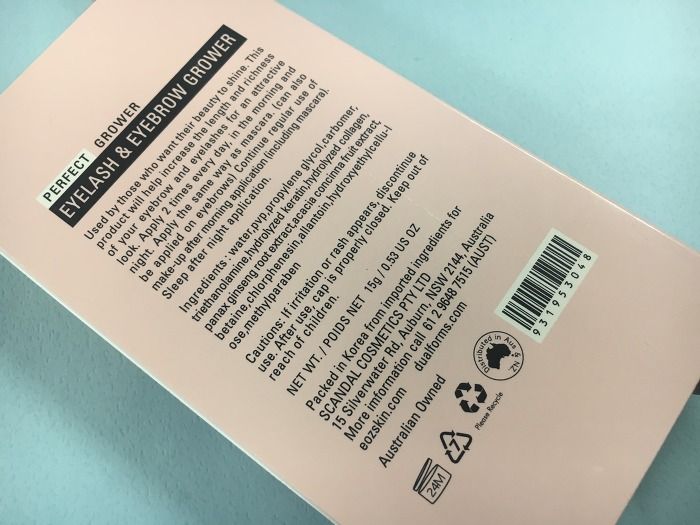 PERFECT GROWER
EYELASH & EYEBROW GROWER
Used by those who want their beauty to shine. This
product will help increase the length and richness
of your eyebrow and eyelashes for an attractive
look. Apply 2 times every day, in the morning and
night. Apply the same way as mascara. (can also
be applied on eyebrows) Continue regular use of
make-up after morning application (including mascara).
Sleep after night application.
Ingredients : water,pvp,propylene glycol,carbomer,
triethandamine,hydrolyzed keratin,hydrolyzed collagen,
panax ginseng root extract,acacia concinna fruit extract,
betaine,chlorphenesin,allantoin,hydroxyethylcellu-
ose,methylparaben
Cautions: If irritation or rash appears, discontinue
use. After use, cap is properly closed. Keep out of
reach of children.
NET WT. / POIDS NET 15g / 0.53 US OZ
Packed in Korea from imported ingredients for
SCANDAL COSMETICS PTY LTD
15 Silverwater Rd, Auburn, NSW 2144, Australia
More imformation call 61 2 9648 7515 (AUST)
eozskin.com dualforms.com
Australian Owned
931953048
Distributed in Aus & NZ
Please Recycle
7
24M